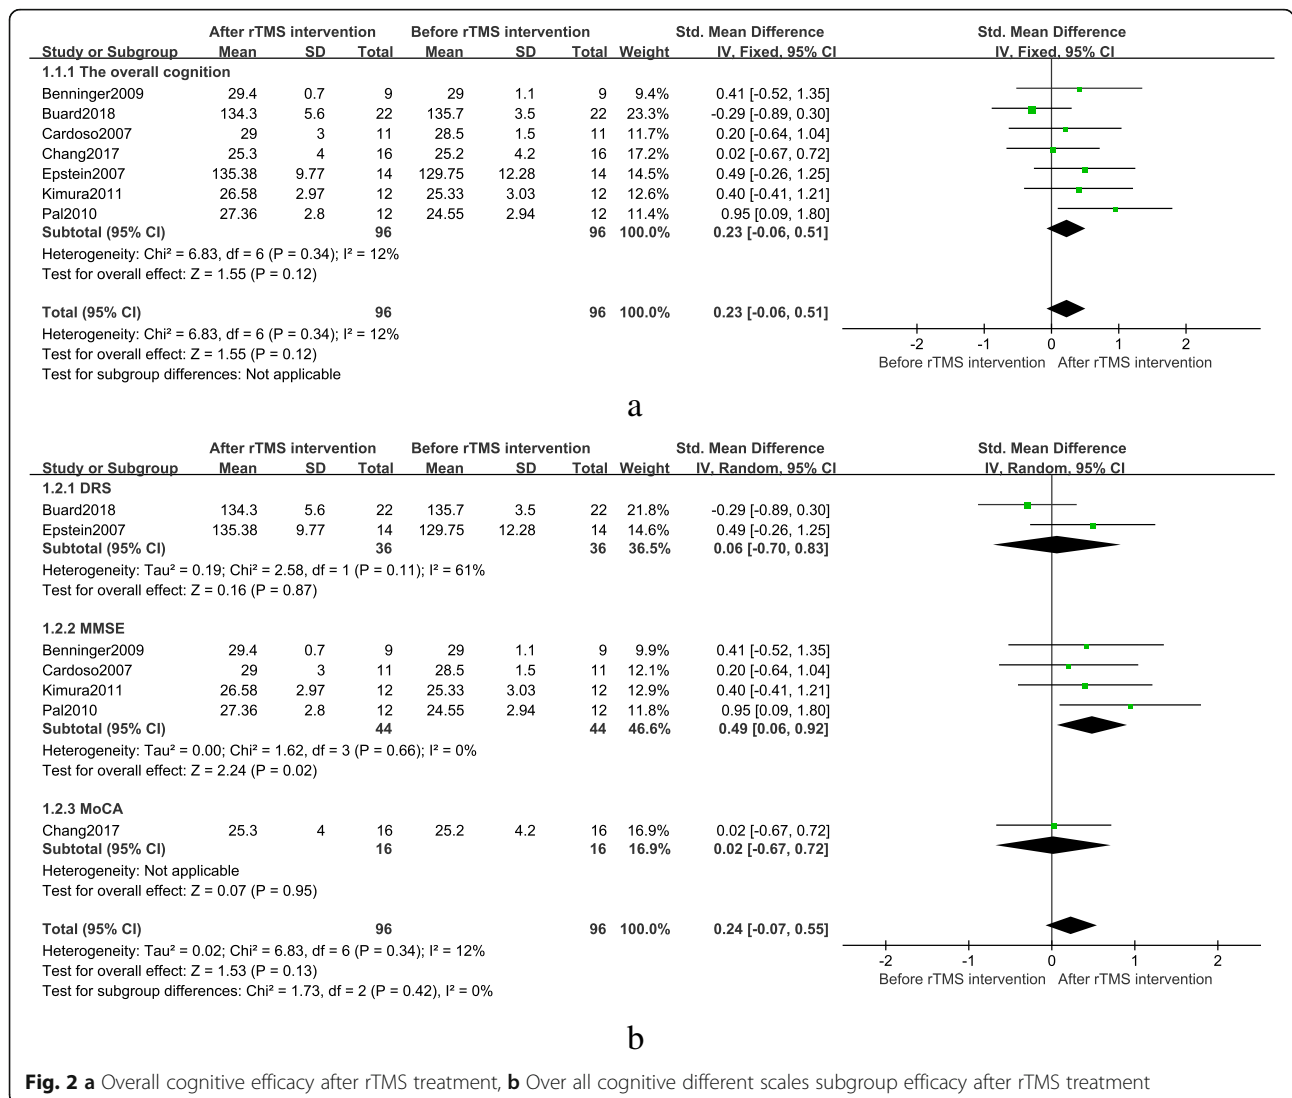 After rTMS intervention Before rTMS intervention Std. Mean Difference Std. Mean Difference
Study or Subgroup Mean SD Total Mean SD Total Weight IV, Fixed, 95% CI IV, Fixed, 95% CI
1.1.1 The overall cognition
Benninger2009 29.4 0.7 9 29 1.1 9 9.4% 0.41 [-0.52, 1.35]
Buard2018 134.3 5.6 22 135.7 3.5 22 23.3% -0.29 [-0.89, 0.30]
Cardoso2007 29 3 11 28.5 1.5 11 11.7% 0.20 [-0.64, 1.04]
Chang2017 25.3 4 16 25.2 4.2 16 17.2% 0.02 [-0.67, 0.72]
Epstein2007 135.38 9.77 14 129.75 12.28 14 14.5% 0.49 [-0.26, 1.25]
Kimura2011 26.58 2.97 12 25.33 3.03 12 12.6% 0.40 [-0.41, 1.21]
Pal2010 27.36 2.8 12 24.55 2.94 12 11.4% 0.95 [0.09, 1.80]
Subtotal (95% CI) 96 96 100.0% 0.23 [-0.06, 0.51]
Heterogeneity: Chi² = 6.83, df = 6 (P = 0.34); I² = 12%
Test for overall effect: Z = 1.55 (P = 0.12)
Total (95% CI) 96 96 100.0% 0.23 [-0.06, 0.51]
Heterogeneity: Chi² = 6.83, df = 6 (P = 0.34); I² = 12%
Test for overall effect: Z = 1.55 (P = 0.12)
Test for subgroup differences: Not applicable
-2 -1 0 1 2
Before rTMS intervention After rTMS intervention
a
After rTMS intervention Before rTMS intervention Std. Mean Difference Std. Mean Difference
Study or Subgroup Mean SD Total Mean SD Total Weight IV, Random, 95% CI IV, Random, 95% CI
1.2.1 DRS
Buard2018 134.3 5.6 22 135.7 3.5 22 21.8% -0.29 [-0.89, 0.30]
Epstein2007 135.38 9.77 14 129.75 12.28 14 14.6% 0.49 [-0.26, 1.25]
Subtotal (95% CI) 36 36 36.5% 0.06 [-0.70, 0.83]
Heterogeneity: Tau² = 0.19; Chi² = 2.58, df = 1 (P = 0.11); I² = 61%
Test for overall effect: Z = 0.16 (P = 0.87)
1.2.2 MMSE
Benninger2009 29.4 0.7 9 29 1.1 9 9.9% 0.41 [-0.52, 1.35]
Cardoso2007 29 3 11 28.5 1.5 11 12.1% 0.20 [-0.64, 1.04]
Kimura2011 26.58 2.97 12 25.33 3.03 12 12.9% 0.40 [-0.41, 1.21]
Pal2010 27.36 2.8 12 24.55 2.94 12 11.8% 0.95 [0.09, 1.80]
Subtotal (95% CI) 44 44 46.6% 0.49 [0.06, 0.92]
Heterogeneity: Tau² = 0.00; Chi² = 1.62, df = 3 (P = 0.66); I² = 0%
Test for overall effect: Z = 2.24 (P = 0.02)
1.2.3 MoCA
Chang2017 25.3 4 16 25.2 4.2 16 16.9% 0.02 [-0.67, 0.72]
Subtotal (95% CI) 16 16 16.9% 0.02 [-0.67, 0.72]
Heterogeneity: Not applicable
Test for overall effect: Z = 0.07 (P = 0.95)
Total (95% CI) 96 96 100.0% 0.24 [-0.07, 0.55]
Heterogeneity: Tau² = 0.02; Chi² = 6.83, df = 6 (P = 0.34); I² = 12%
Test for overall effect: Z = 1.53 (P = 0.13)
Test for subgroup differences: Chi² = 1.73, df = 2 (P = 0.42), I² = 0%
-2 -1 0 1 2
Before rTMS intervention After rTMS intervention
b
Fig. 2 a Overall cognitive efficacy after rTMS treatment, b Over all cognitive different scales subgroup efficacy after rTMS treatment